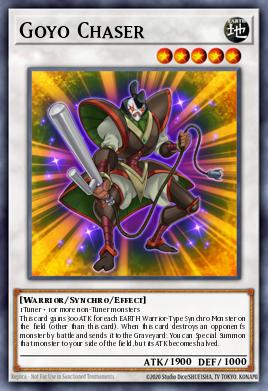 GOYO CHASER
EARTH
地
[WARRIOR/SYNCHRO/EFFECT]
1 Tuner + 1 or more non-Tuner monsters
This card gains 300 ATK for each EARTH Warrior-Type Synchro Monster on
the field (other than this card). When this card destroys an opponent's
monster by battle and sends it to the Graveyard: You can Special Summon
that monster to your side of the field, but its ATK becomes halved.
ATK/1900 DEF/1000
Replica - Not For Use in Sanctioned Tournaments
©2020 Studio Dice/SHUEISHA, TV TOKYO, KONAMI